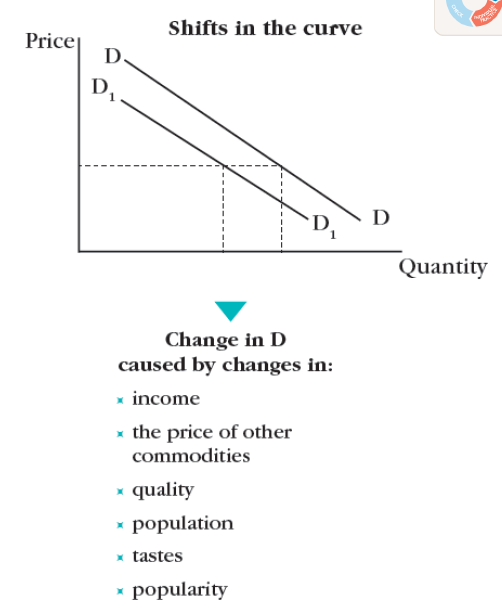 Shifts in the curve
Price
D
D1
D1
D
Quantity
Change in D
caused by changes in:
income
the price of other
commodities
quality
population
tastes
popularity